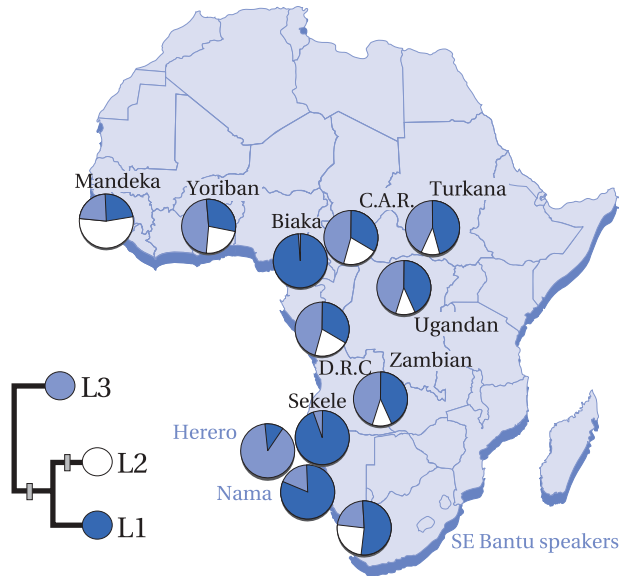 Mandeka
Yoriban
Biaka
C.A.R.
Turkana
Ugandan
D.R.C
Zambian
Sekele
Herero
Nama
SE Bantu speakers
L3
L2
L1